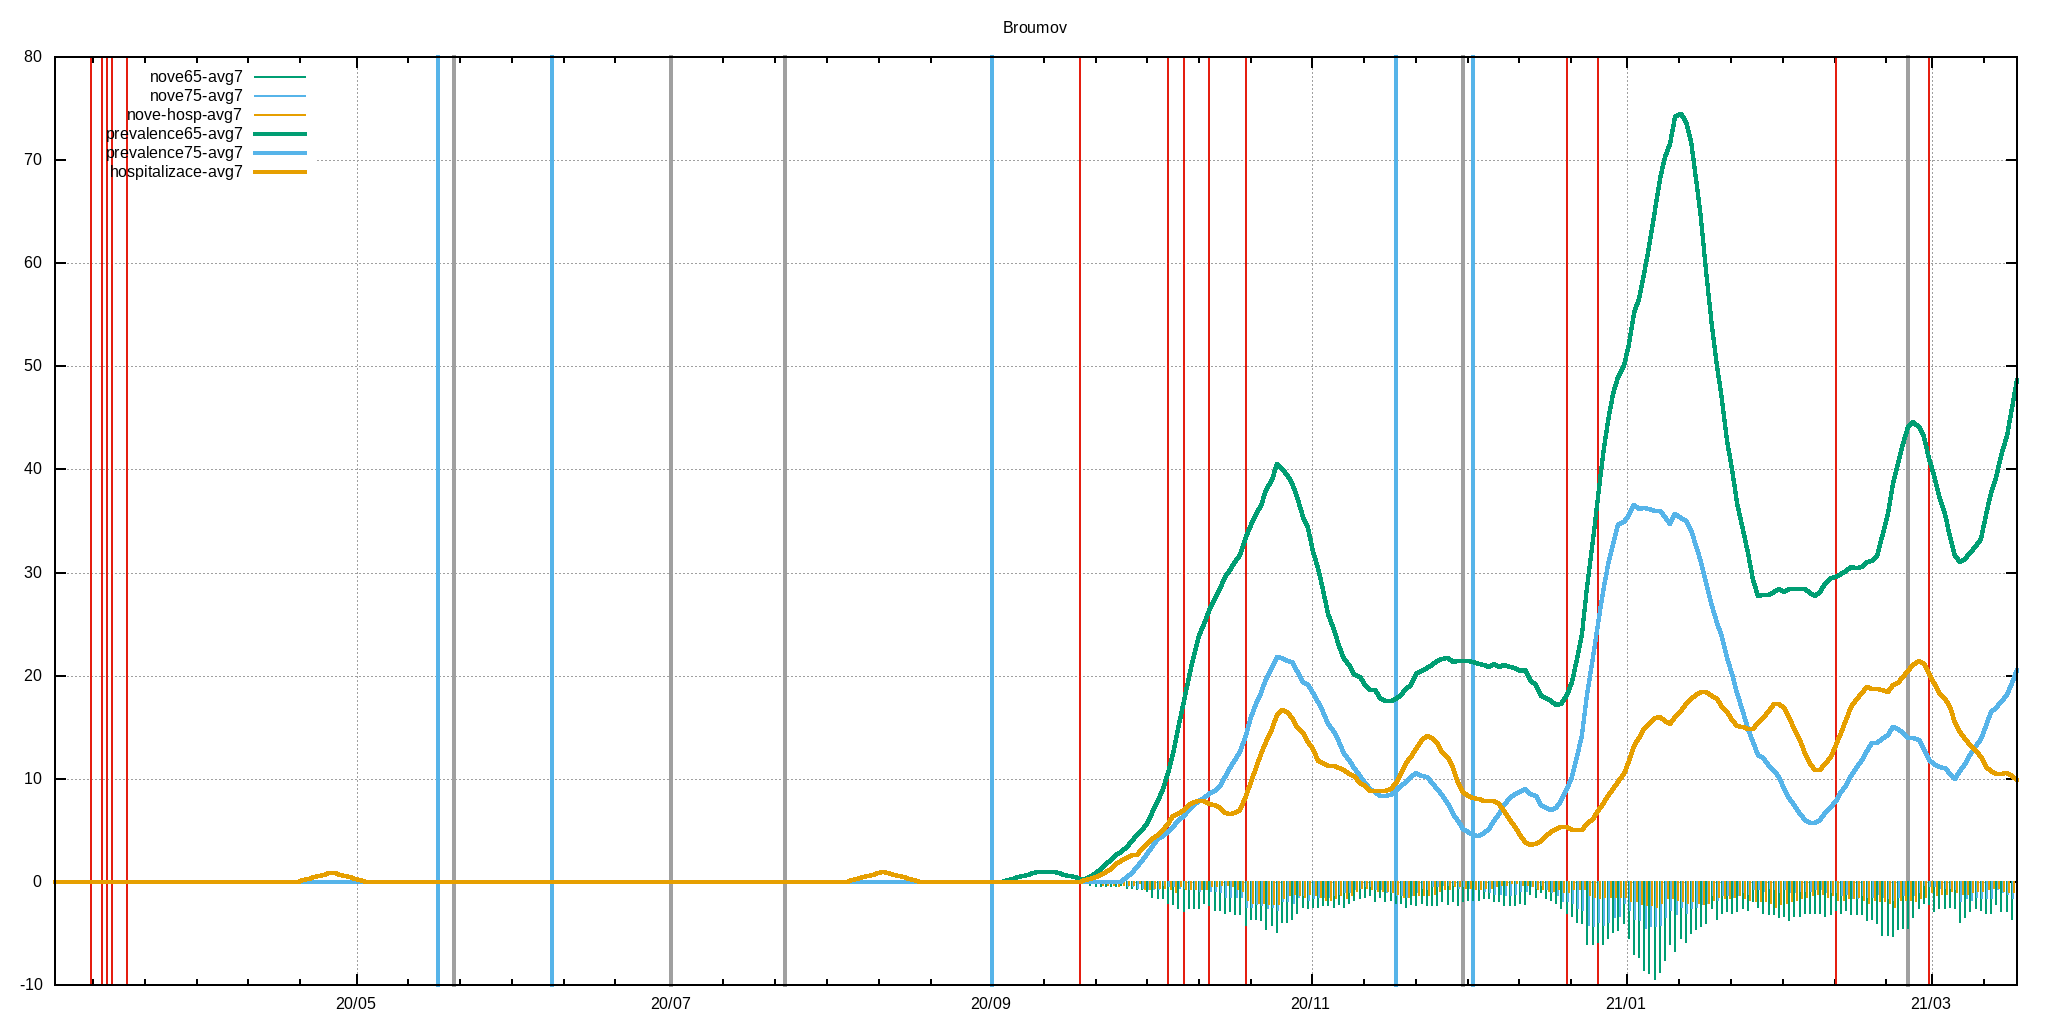 Broumov
80
70
60
50
40
30
20
10
0
-10
nove65-avg7
nove75-avg7
nove-hosp-avg7
prevalence65-avg7
prevalence75-avg7
hospitalizace-avg7
20/05 20/07 20/09 20/11 21/01 21/03